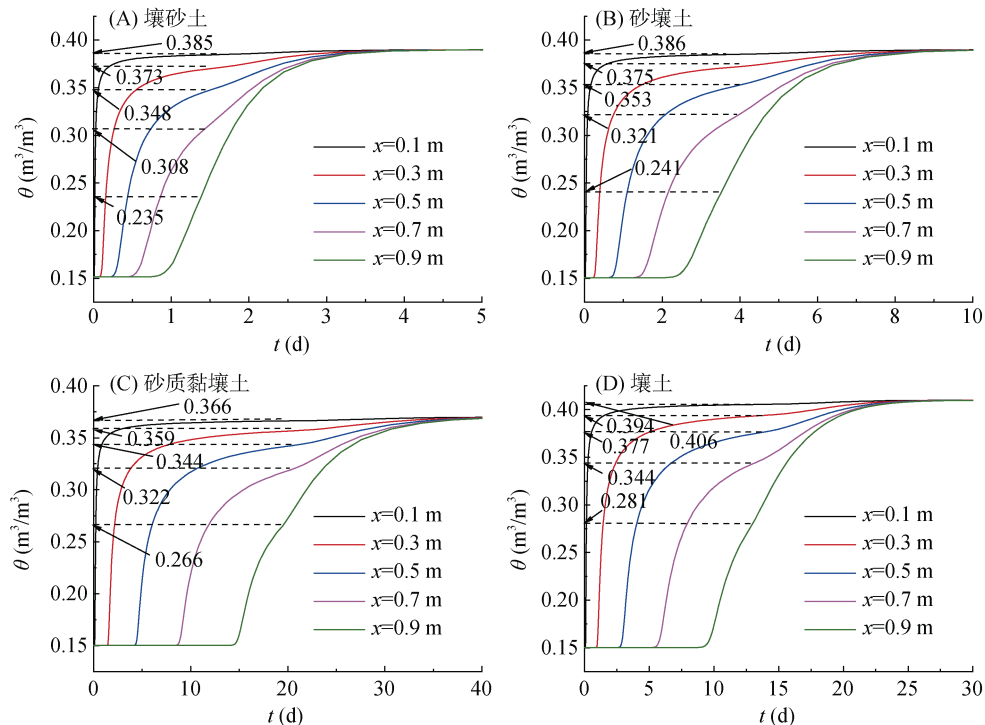 (A) 壤砂土
0.40
0.35
0.30
0.25
0.20
0.15
θ (m³/m³)
0.385
0.373
0.348
0.308
0.235
x=0.1 m
x=0.3 m
x=0.5 m
x=0.7 m
x=0.9 m
0 1 2 3 4 5
t (d)
(B) 砂壤土
0.40
0.35
0.30
0.25
0.20
0.15
θ (m³/m³)
0.386
0.375
0.353
0.321
0.241
x=0.1 m
x=0.3 m
x=0.5 m
x=0.7 m
x=0.9 m
0 2 4 6 8 10
t (d)
(C) 砂质黏壤土
0.40
0.35
0.30
0.25
0.20
0.15
θ (m³/m³)
0.366
0.359
0.344
0.322
0.266
x=0.1 m
x=0.3 m
x=0.5 m
x=0.7 m
x=0.9 m
0 10 20 30 40
t (d)
(D) 壤土
0.40
0.35
0.30
0.25
0.20
0.15
θ (m³/m³)
0.394
0.406
0.377
0.344
0.281
x=0.1 m
x=0.3 m
x=0.5 m
x=0.7 m
x=0.9 m
0 5 10 15 20 25 30
t (d)